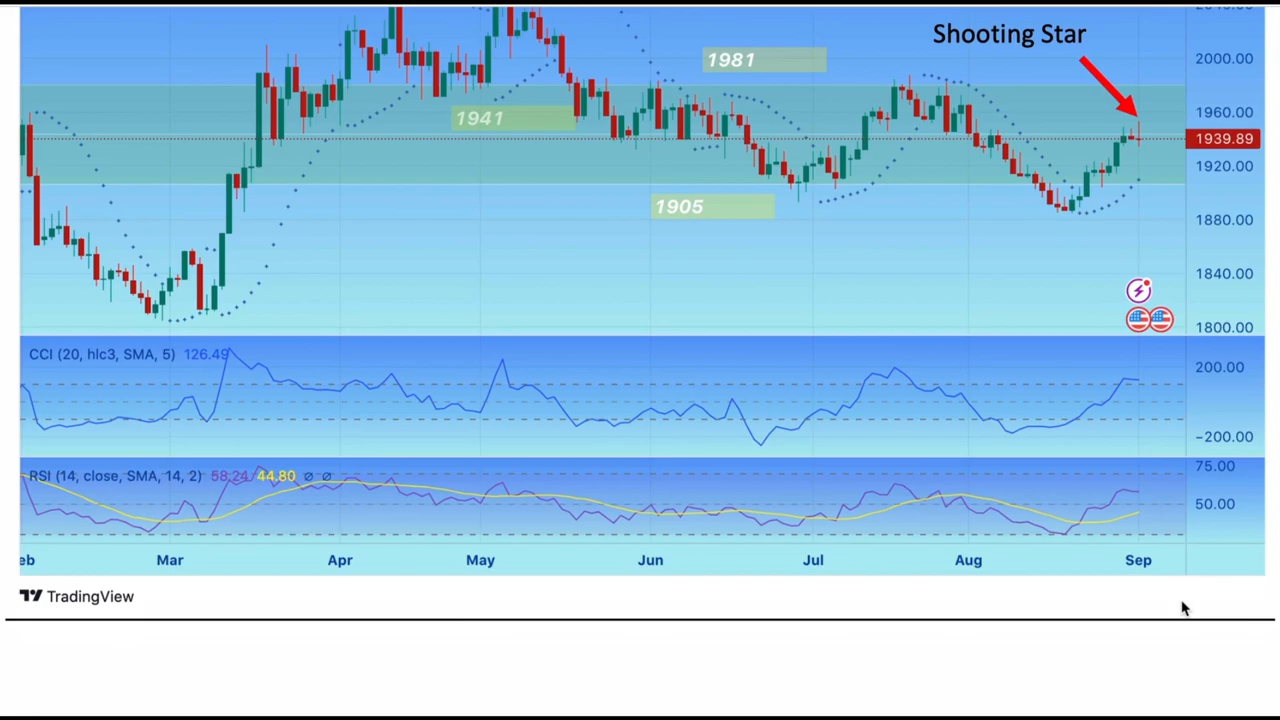 Shooting Star
2000.00
1981
1960.00
1941
1939.89
1920.00
1905
1880.00
1840.00
1800.00
CCI (20, hlc3, SMA, 5) 126.49
200.00
−200.00
RSI (14, close, SMA, 14, 2) 58.24 44.80 ∅ ∅
75.00
50.00
eb Mar Apr May Jun Jul Aug Sep
TradingView